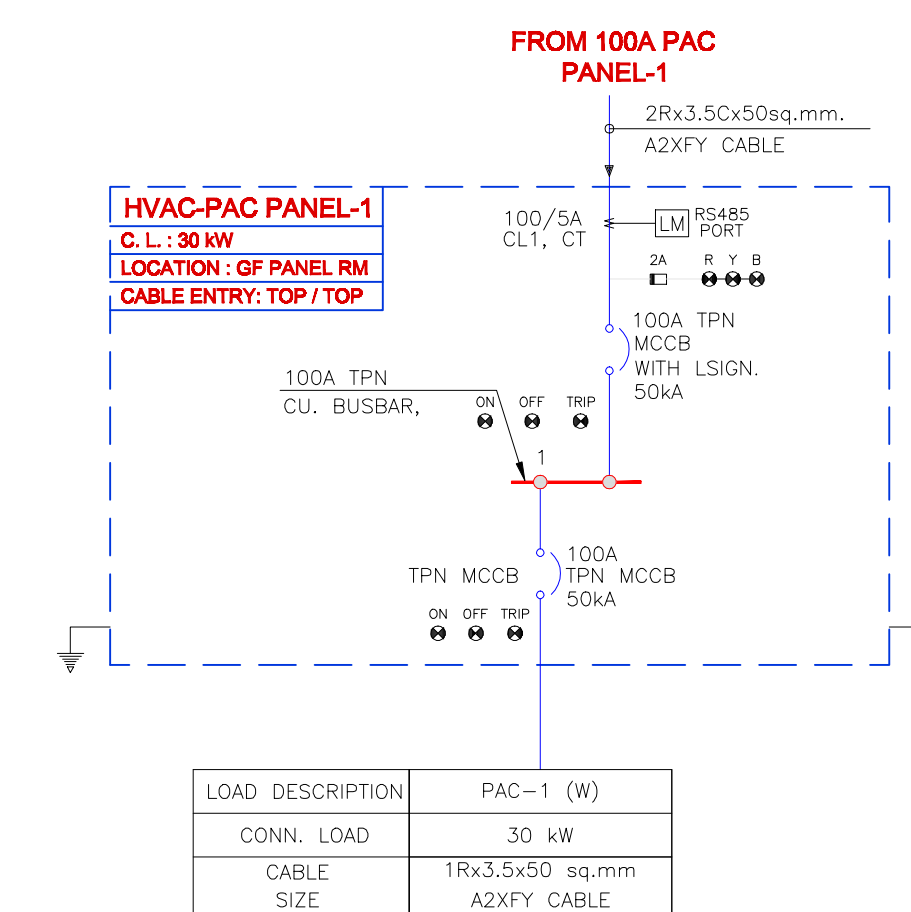 FROM 100A PAC
PANEL-1
2Rx3.5Cx50sq.mm.
A2XFY CABLE
HVAC-PAC PANEL-1
C. L. : 30 kW
LOCATION : GF PANEL RM
CABLE ENTRY: TOP / TOP
100/5A
CL1, CT
LM
RS485
PORT
2A
R Y B
100A TPN
MCCB
WITH LSIGN.
50kA
100A TPN
CU. BUSBAR,
ON OFF TRIP
1
TPN MCCB
100A
TPN MCCB
50kA
ON OFF TRIP
LOAD DESCRIPTION
PAC-1 (W)
CONN. LOAD
30 kW
CABLE
SIZE
1Rx3.5x50 sq.mm
A2XFY CABLE